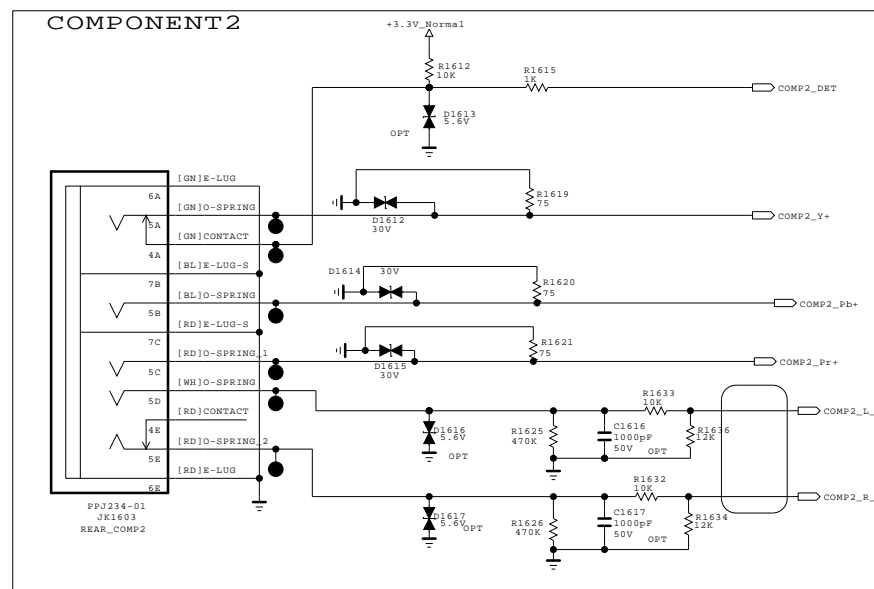 COMPONENT2
+3.3V_Normal
R1612
10K
R1615
1K
COMP2_DET
D1613
5.6V
OPT
[GN]E-LUG
6A
[GN]O-SPRING
5A
[GN]CONTACT
4A
[BL]E-LUG-S
7B
[BL]O-SPRING
5B
[RD]E-LUG-S
7C
[RD]O-SPRING_1
5C
[WH]O-SPRING
5D
[RD]CONTACT
4E
[RD]O-SPRING_2
5E
[RD]E-LUG
6E
PPJ234-01
JK1603
REAR_COMP2
D1612
30V
R1619
75
COMP2_Y+
D1614
30V
R1620
75
COMP2_Pb+
D1615
30V
R1621
75
COMP2_Pr+
D1616
5.6V
OPT
R1625
470K
C1616
1000pF
50V
OPT
R1633
10K
R1636
12K
COMP2_L_
D1617
5.6V
OPT
R1626
470K
C1617
1000pF
50V
OPT
R1632
10K
R1634
12K
COMP2_R_